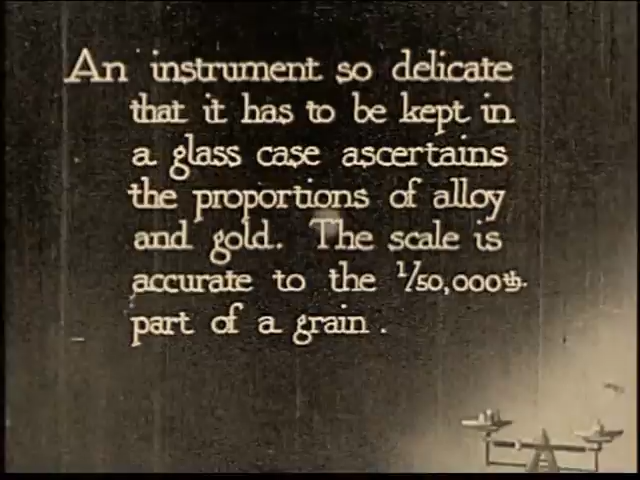 An instrument so delicate
that it has to be kept in
a glass case ascertains
the proportions of alloy
and gold. The scale is
accurate to the 1/50,000th.
part of a grain.